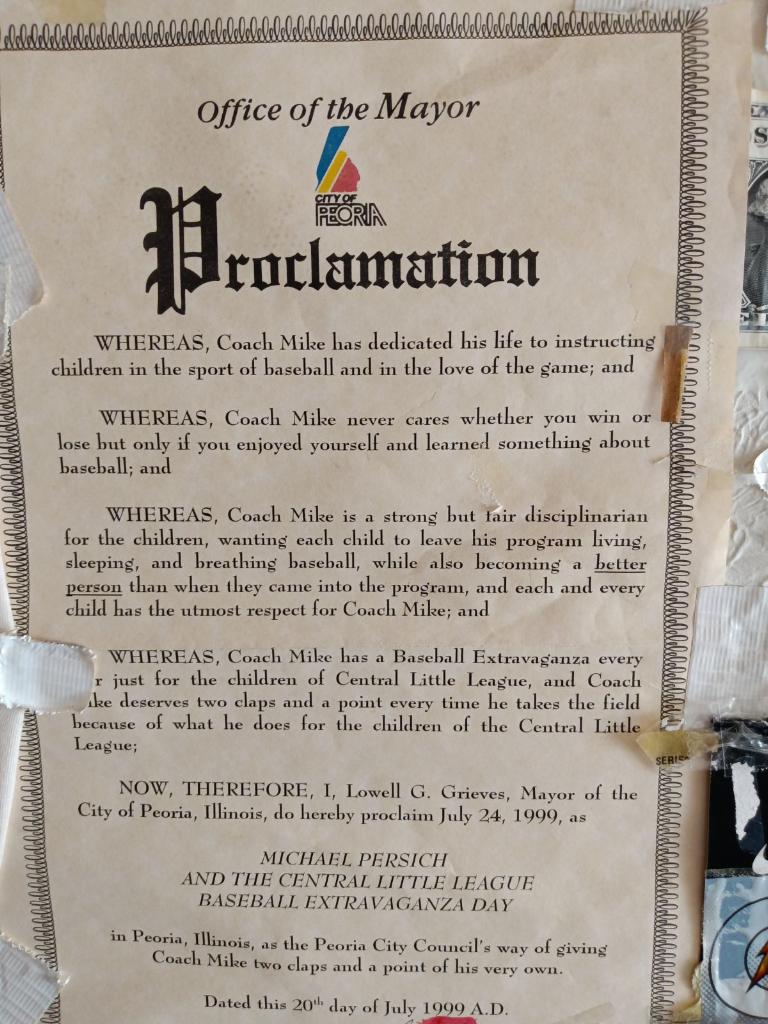 Office of the Mayor
CITY OF
PEORIA
Proclamation
WHEREAS, Coach Mike has dedicated his life to instructing
children in the sport of baseball and in the love of the game; and
WHEREAS, Coach Mike never cares whether you win or
lose but only if you enjoyed yourself and learned something about
baseball; and
WHEREAS, Coach Mike is a strong but fair disciplinarian
for the children, wanting each child to leave his program living,
sleeping, and breathing baseball, while also becoming a better
person than when they came into the program, and each and every
child has the utmost respect for Coach Mike; and
WHEREAS, Coach Mike has a Baseball Extravaganza every
r just for the children of Central Little League, and Coach
ike deserves two claps and a point every time he takes the field
because of what he does for the children of the Central Little
League;
SERIES
NOW, THEREFORE, I, Lowell G. Grieves, Mayor of the
City of Peoria, Illinois, do hereby proclaim July 24, 1999, as
MICHAEL PERSICH
AND THE CENTRAL LITTLE LEAGUE
BASEBALL EXTRAVAGANZA DAY
in Peoria, Illinois, as the Peoria City Council's way of giving
Coach Mike two claps and a point of his very own.
Dated this 20th day of July 1999 A.D.